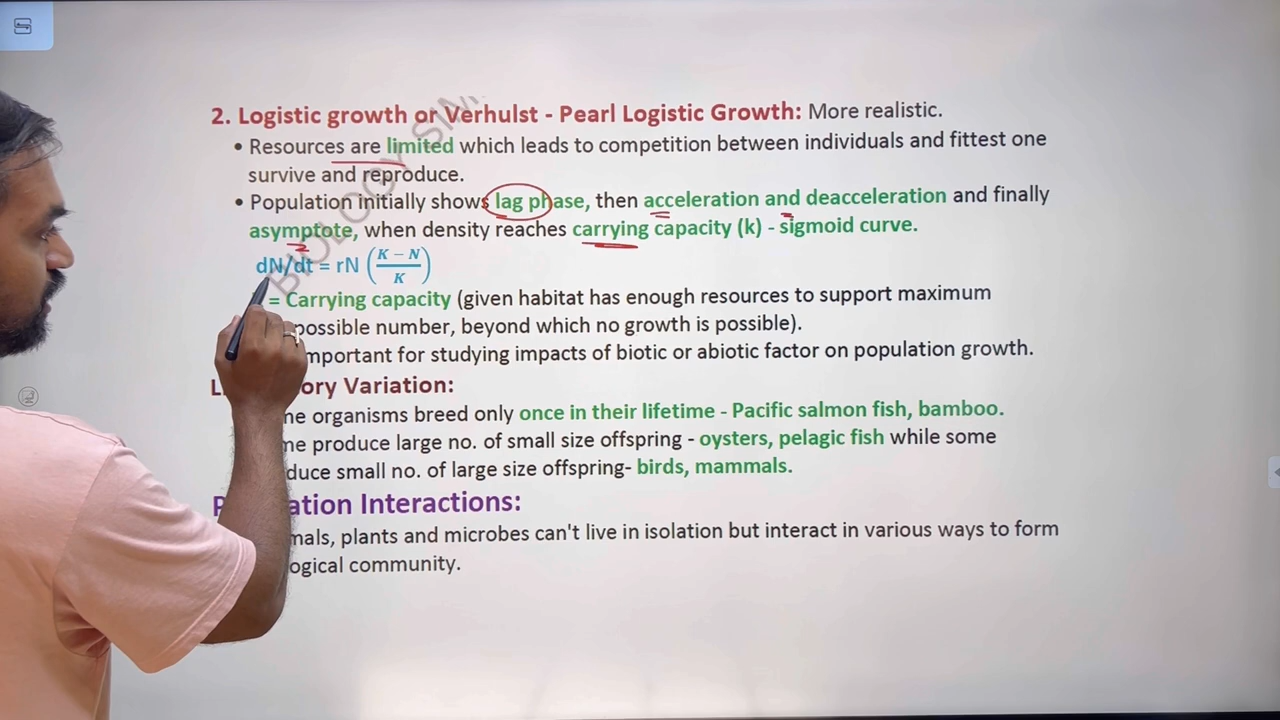 2. Logistic growth or Verhulst - Pearl Logistic Growth: More realistic.
• Resources are limited which leads to competition between individuals and fittest one
survive and reproduce.
• Population initially shows lag phase, then acceleration and deacceleration and finally
asymptote, when density reaches carrying capacity (k) - sigmoid curve.
dN/dt = rN (K − N / K)
= Carrying capacity (given habitat has enough resources to support maximum
possible number, beyond which no growth is possible).
mportant for studying impacts of biotic or abiotic factor on population growth.
L ory Variation:
ne organisms breed only once in their lifetime - Pacific salmon fish, bamboo.
ne produce large no. of small size offspring - oysters, pelagic fish while some
duce small no. of large size offspring- birds, mammals.
P ation Interactions:
mals, plants and microbes can't live in isolation but interact in various ways to form
ogical community.
BIOLOGY